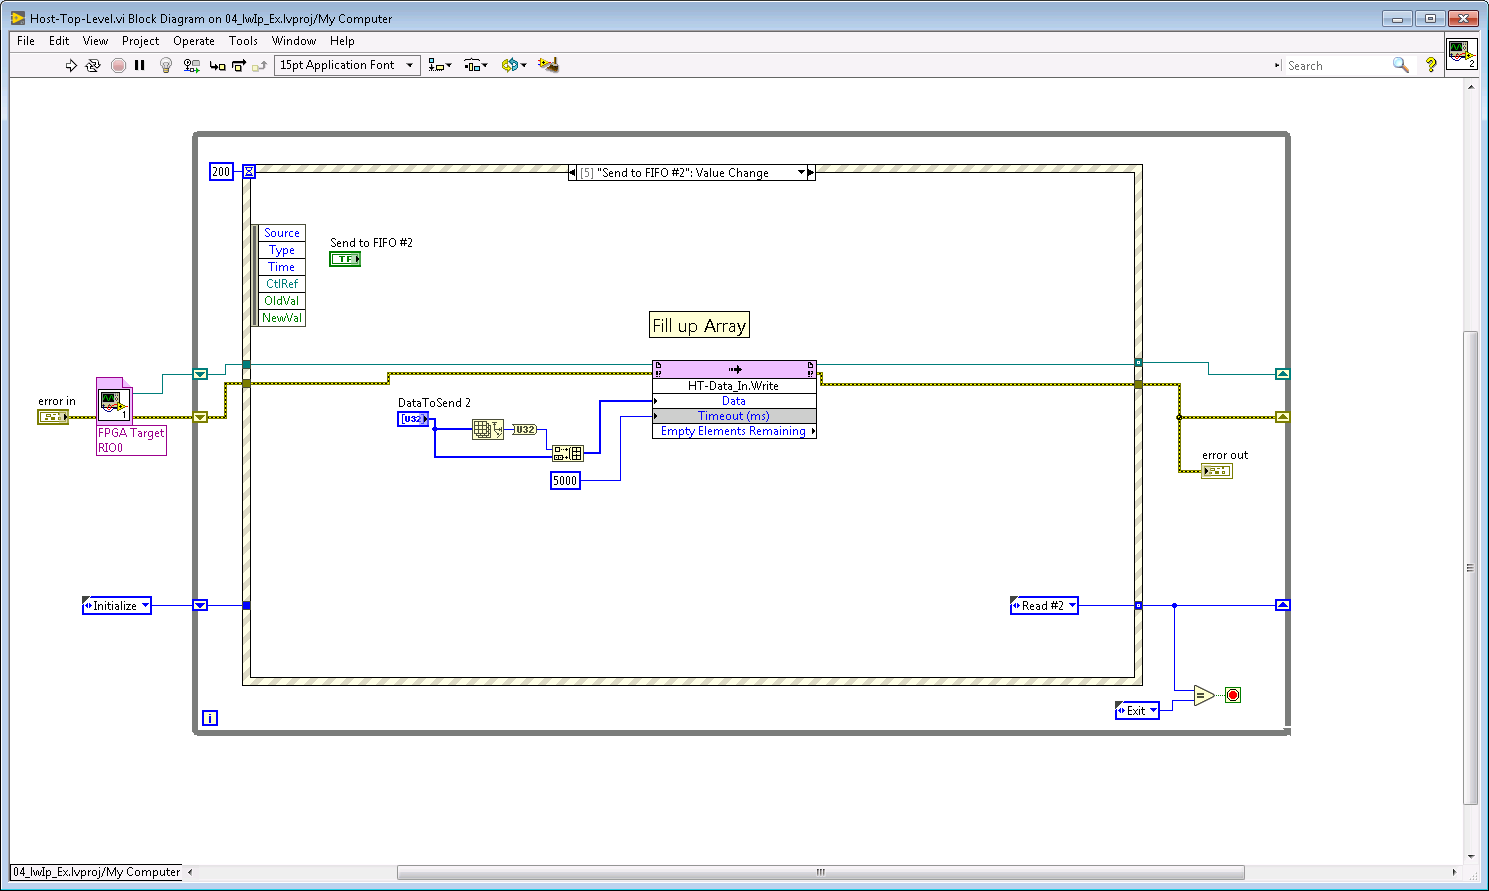 Host-Top-Level.vi Block Diagram on 04_lwIp_Ex.lvproj/My Computer
File Edit View Project Operate Tools Window Help
15pt Application Font
Search
2
200
[5] "Send to FIFO #2": Value Change
Source
Type
Time
CtlRef
OldVal
NewVal
Send to FIFO #2
TF
Fill up Array
HT-Data_In.Write
Data
Timeout (ms)
Empty Elements Remaining
error in
1
FPGA Target
RIO0
DataToSend 2
[U32]
U32
5000
error out
Initialize
Read #2
Exit
=
i
04_lwIp_Ex.lvproj/My Computer